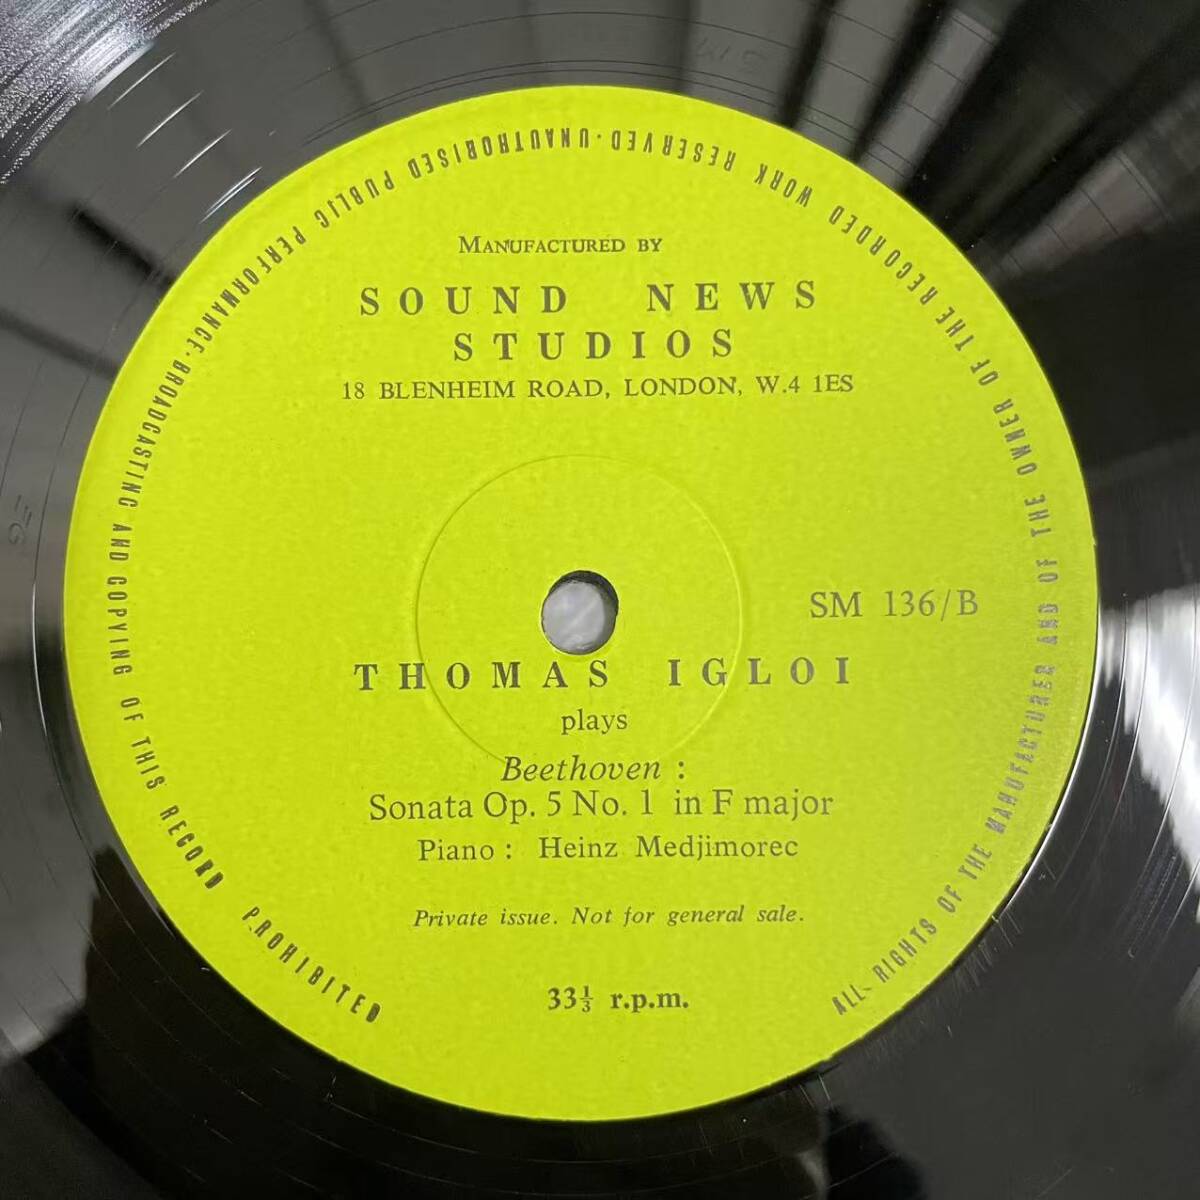 ALL RIGHTS OF THE MANUFACTURER AND OF THE OWNER OF THE RECORDED WORK RESERVED·UNAUTHORISED PUBLIC PERFORMANCE·BROADCASTING AND COPYING OF THIS RECORD PROHIBITED
MANUFACTURED BY
SOUND NEWS
STUDIOS
18 BLENHEIM ROAD, LONDON, W.4 1ES
SM 136/B
THOMAS IGLOI
plays
Beethoven :
Sonata Op. 5 No. 1 in F major
Piano : Heinz Medjimorec
Private issue. Not for general sale.
33⅓ r.p.m.